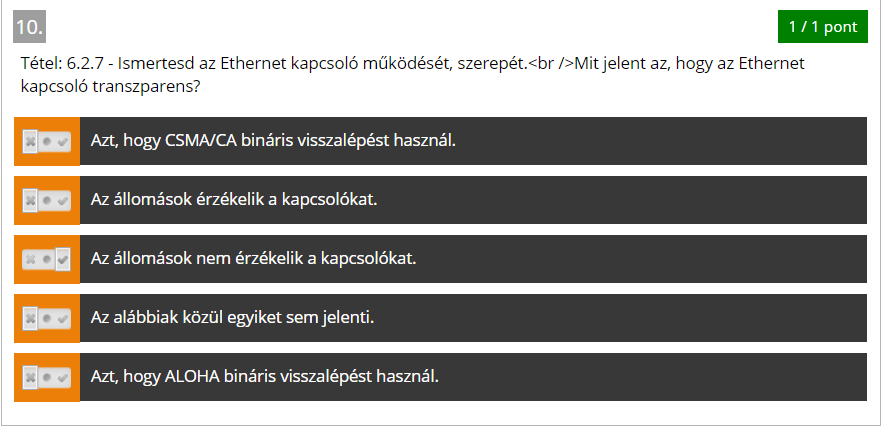 10.
1 / 1 pont
Tétel: 6.2.7 - Ismertesd az Ethernet kapcsoló működését, szerepét.<br />Mit jelent az, hogy az Ethernet
kapcsoló transzparens?
Azt, hogy CSMA/CA bináris visszalépést használ.
Az állomások érzékelik a kapcsolókat.
Az állomások nem érzékelik a kapcsolókat.
Az alábbiak közül egyiket sem jelenti.
Azt, hogy ALOHA bináris visszalépést használ.